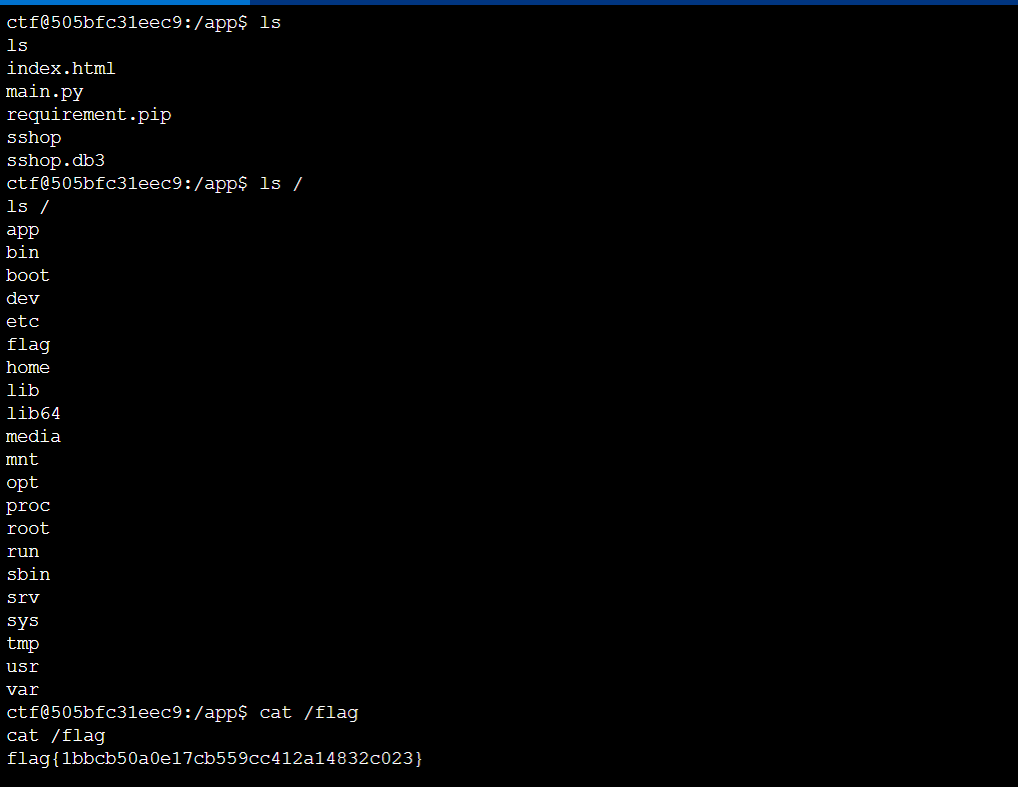 ctf@505bfc31eec9:/app$ ls
ls
index.html
main.py
requirement.pip
sshop
sshop.db3
ctf@505bfc31eec9:/app$ ls /
ls /
app
bin
boot
dev
etc
flag
home
lib
lib64
media
mnt
opt
proc
root
run
sbin
srv
sys
tmp
usr
var
ctf@505bfc31eec9:/app$ cat /flag
cat /flag
flag{1bbcb50a0e17cb559cc412a14832c023}